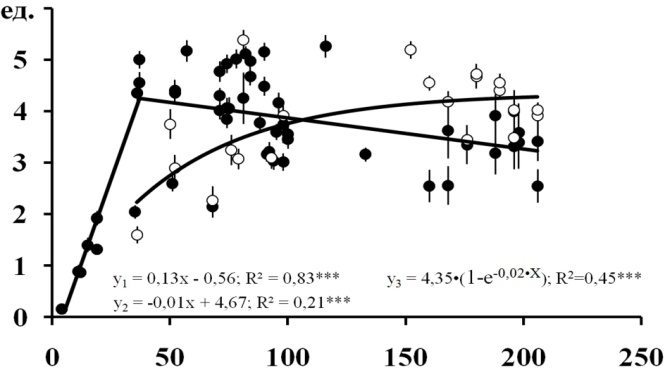 ед.
5
4
3
2
1
0
y₁ = 0,13x - 0,56; R² = 0,83***
y₂ = -0,01x + 4,67; R² = 0,21***
y₃ = 4,35•(1-e^-0,02•X); R²=0,45***
0 50 100 150 200 250